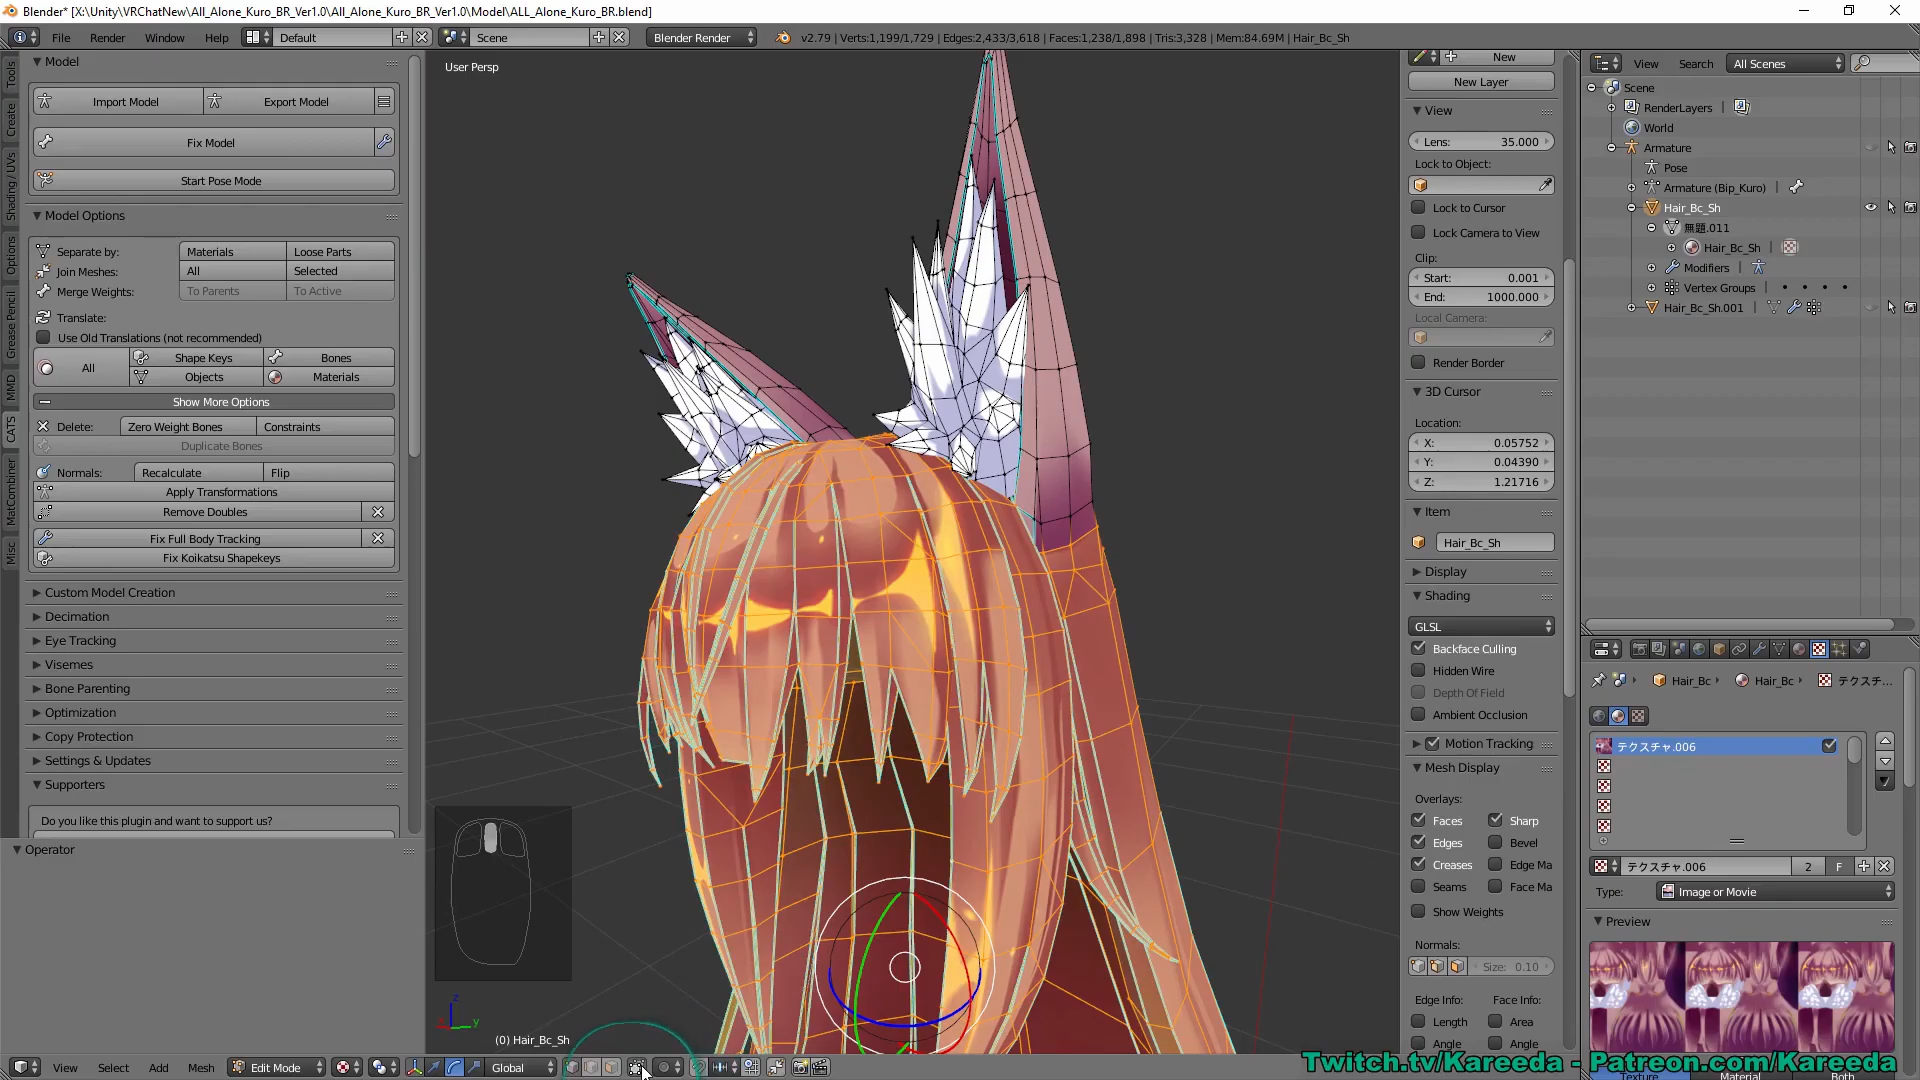 Blender* [X:\Unity\VRChatNew\All_Alone_Kuro_BR_Ver1.0\All_Alone_Kuro_BR_Ver1.0\Model\ALL_Alone_Kuro_BR.blend]
File Render Window Help Default Scene Blender Render v2.79 | Verts:1,199/1,729 | Edges:2,433/3,618 | Faces:1,238/1,898 | Tris:3,328 | Mem:84.69M | Hair_Bc_Sh
Tools
Create
Shading / UVs
Options
Grease Pencil
MMD
CATS
MatCombiner
Misc
Model
Import Model Export Model
Fix Model
Start Pose Mode
Model Options
Separate by: Materials Loose Parts
Join Meshes: All Selected
Merge Weights: To Parents To Active
Translate:
Use Old Translations (not recommended)
All Shape Keys Bones
Objects Materials
Show More Options
Delete: Zero Weight Bones Constraints
Duplicate Bones
Normals: Recalculate Flip
Apply Transformations
Remove Doubles
Fix Full Body Tracking
Fix Koikatsu Shapekeys
Custom Model Creation
Decimation
Eye Tracking
Visemes
Bone Parenting
Optimization
Copy Protection
Settings & Updates
Supporters
Do you like this plugin and want to support us?
Operator
User Persp
z
y
(0) Hair_Bc_Sh
View Select Add Mesh Edit Mode Global
New
New Layer
View
Lens: 35.000
Lock to Object:
Lock to Cursor
Lock Camera to View
Clip:
Start: 0.001
End: 1000.000
Local Camera:
Render Border
3D Cursor
Location:
X: 0.05752
Y: 0.04390
Z: 1.21716
Item
Hair_Bc_Sh
Display
Shading
GLSL
Backface Culling
Hidden Wire
Depth Of Field
Ambient Occlusion
Motion Tracking
Mesh Display
Overlays:
Faces Sharp
Edges Bevel
Creases Edge Ma
Seams Face Ma
Show Weights
Normals:
Size: 0.10
Edge Info: Face Info:
Length Area
Angle Angle
View Search All Scenes
Scene
RenderLayers
World
Armature
Pose
Armature (Bip_Kuro)
Hair_Bc_Sh
無題.011
Hair_Bc_Sh
Modifiers
Vertex Groups
Hair_Bc_Sh.001
Hair_Bc Hair_Bc テクスチ...
テクスチャ.006
テクスチャ.006 2 F
Type: Image or Movie
Preview
Texture Material Both
Twitch.tv/Kareeda - Patreon.com/Kareeda